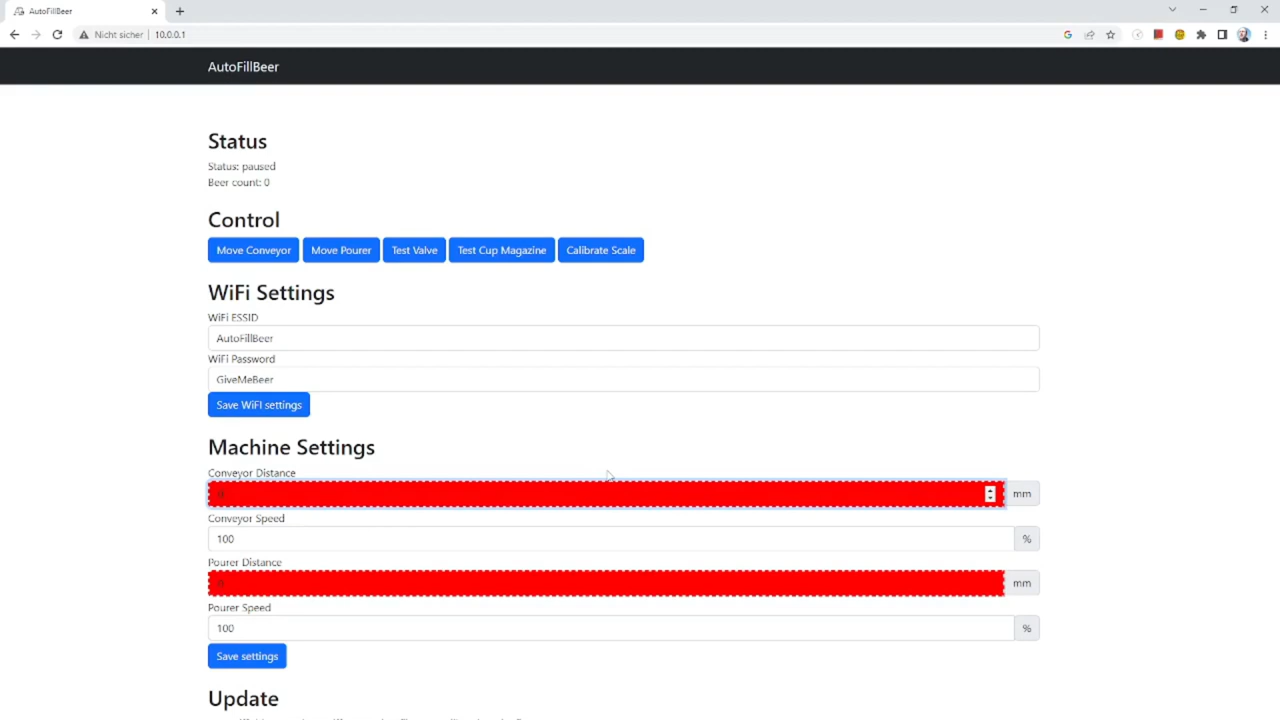 AutoFillBeer
Nicht sicher
10.0.0.1
AutoFillBeer
Status
Status: paused
Beer count: 0
Control
Move Conveyor
Move Pourer
Test Valve
Test Cup Magazine
Calibrate Scale
WiFi Settings
WiFi ESSID
AutoFillBeer
WiFi Password
GiveMeBeer
Save WiFI settings
Machine Settings
Conveyor Distance
0
mm
Conveyor Speed
100
%
Pourer Distance
0
mm
Pourer Speed
100
%
Save settings
Update